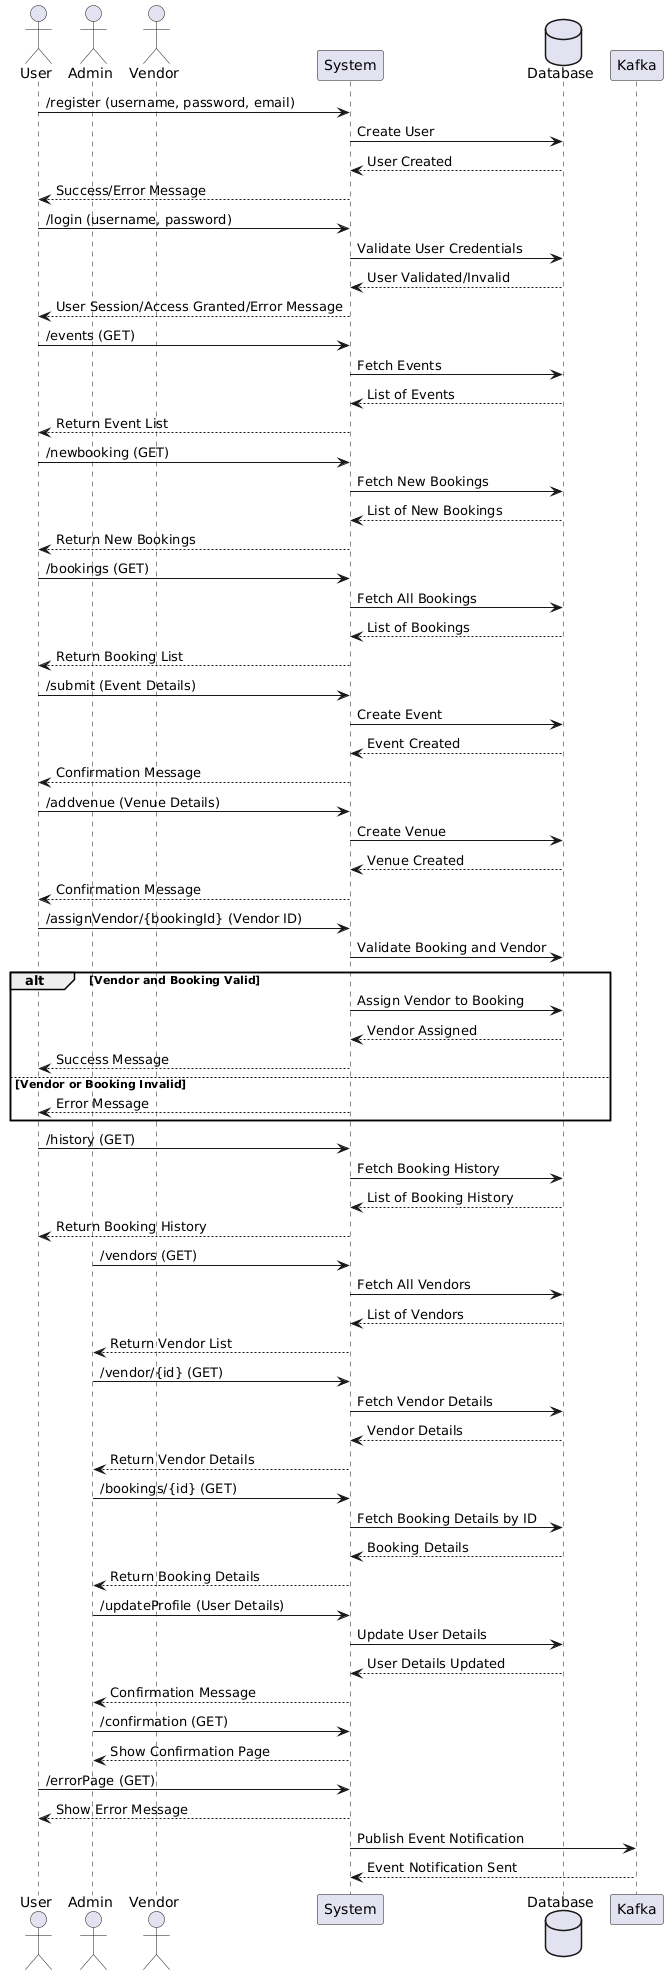 User Admin Vendor System Database Kafka
/register (username, password, email)
Create User
User Created
Success/Error Message
/login (username, password)
Validate User Credentials
User Validated/Invalid
User Session/Access Granted/Error Message
/events (GET)
Fetch Events
List of Events
Return Event List
/newbooking (GET)
Fetch New Bookings
List of New Bookings
Return New Bookings
/bookings (GET)
Fetch All Bookings
List of Bookings
Return Booking List
/submit (Event Details)
Create Event
Event Created
Confirmation Message
/addvenue (Venue Details)
Create Venue
Venue Created
Confirmation Message
/assignVendor/{bookingId} (Vendor ID)
Validate Booking and Vendor
alt [Vendor and Booking Valid]
Assign Vendor to Booking
Vendor Assigned
Success Message
[Vendor or Booking Invalid]
Error Message
/history (GET)
Fetch Booking History
List of Booking History
Return Booking History
/vendors (GET)
Fetch All Vendors
List of Vendors
Return Vendor List
/vendor/{id} (GET)
Fetch Vendor Details
Vendor Details
Return Vendor Details
/bookings/{id} (GET)
Fetch Booking Details by ID
Booking Details
Return Booking Details
/updateProfile (User Details)
Update User Details
User Details Updated
Confirmation Message
/confirmation (GET)
Show Confirmation Page
/errorPage (GET)
Show Error Message
Publish Event Notification
Event Notification Sent
User Admin Vendor System Database Kafka